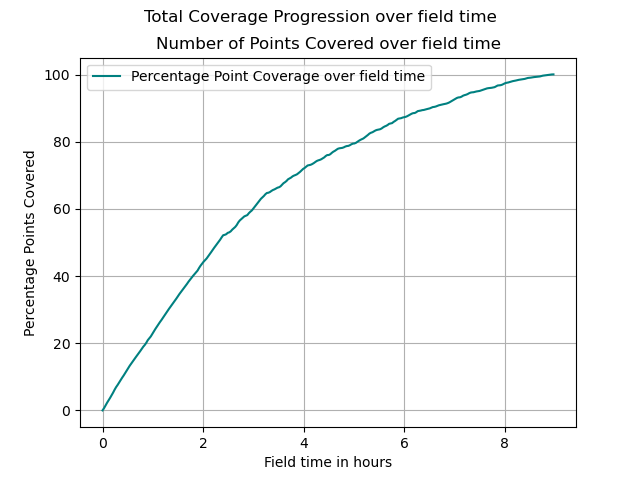 Total Coverage Progression over field time
Number of Points Covered over field time
Percentage Point Coverage over field time
100
80
60
40
20
0
Percentage Points Covered
0 2 4 6 8
Field time in hours